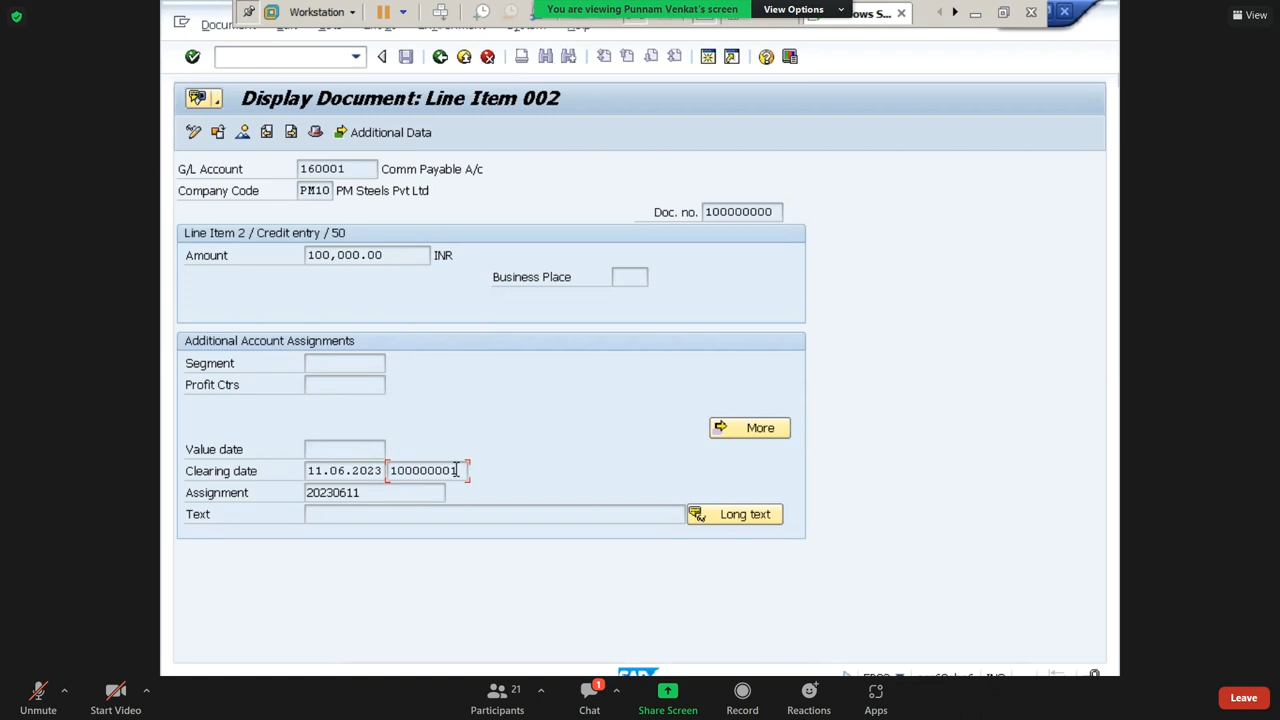 You are viewing Punnam Venkat's screen
View Options
View
Workstation
Display Document: Line Item 002
Additional Data
G/L Account 160001 Comm Payable A/c
Company Code PM10 PM Steels Pvt Ltd
Doc. no. 100000000
Line Item 2 / Credit entry / 50
Amount 100,000.00 INR
Business Place
Additional Account Assignments
Segment
Profit Ctrs
More
Value date
Clearing date 11.06.2023 100000001
Assignment 20230611
Text
Long text
SAP
Unmute
Start Video
21
Participants
1
Chat
Share Screen
Record
Reactions
Apps
Leave